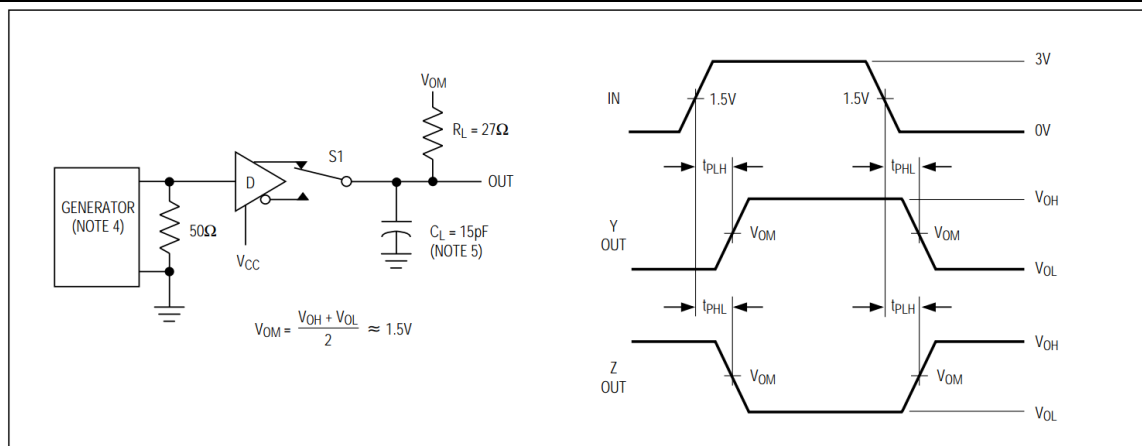 GENERATOR
(NOTE 4)
50Ω
D
VCC
S1
VOM
RL = 27Ω
OUT
CL = 15pF
(NOTE 5)
VOM = VOH + VOL / 2 ≈ 1.5V
IN
1.5V
1.5V
3V
0V
tPLH
tPHL
Y
OUT
VOM
VOM
VOH
VOL
tPHL
tPLH
Z
OUT
VOM
VOM
VOH
VOL